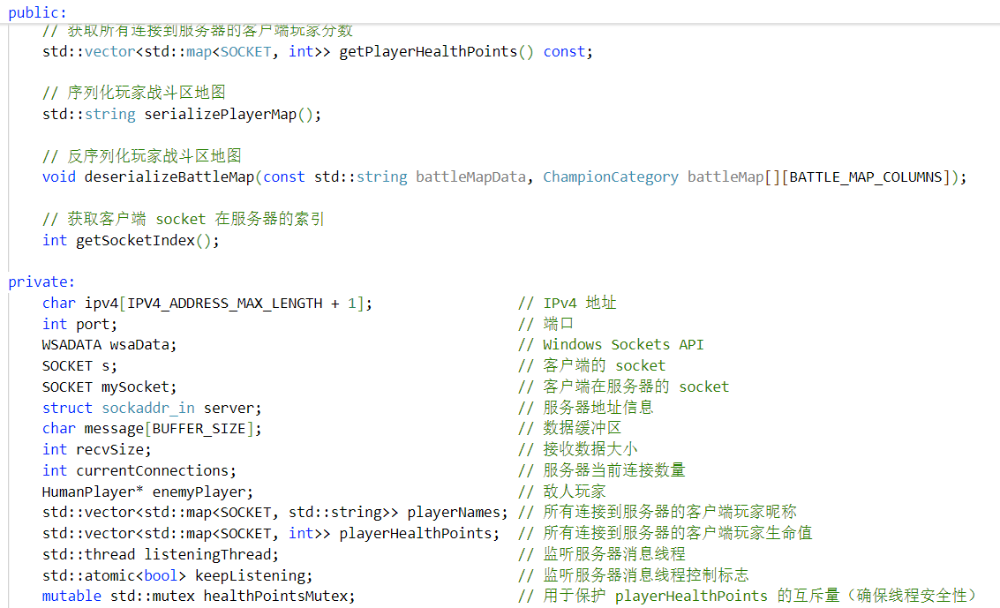 public:
// 获取所有连接到服务器的客户端玩家分数
std::vector<std::map<SOCKET, int>> getPlayerHealthPoints() const;
// 序列化玩家战斗区地图
std::string serializePlayerMap();
// 反序列化玩家战斗区地图
void deserializeBattleMap(const std::string battleMapData, ChampionCategory battleMap[][BATTLE_MAP_COLUMNS]);
// 获取客户端 socket 在服务器的索引
int getSocketIndex();
private:
char ipv4[IPV4_ADDRESS_MAX_LENGTH + 1]; // IPv4 地址
int port; // 端口
WSADATA wsaData; // Windows Sockets API
SOCKET s; // 客户端的 socket
SOCKET mySocket; // 客户端在服务器的 socket
struct sockaddr_in server; // 服务器地址信息
char message[BUFFER_SIZE]; // 数据缓冲区
int recvSize; // 接收数据大小
int currentConnections; // 服务器当前连接数量
HumanPlayer* enemyPlayer; // 敌人玩家
std::vector<std::map<SOCKET, std::string>> playerNames; // 所有连接到服务器的客户端玩家昵称
std::vector<std::map<SOCKET, int>> playerHealthPoints; // 所有连接到服务器的客户端玩家生命值
std::thread listeningThread; // 监听服务器消息线程
std::atomic<bool> keepListening; // 监听服务器消息线程控制标志
mutable std::mutex healthPointsMutex; // 用于保护 playerHealthPoints 的互斥量（确保线程安全性）